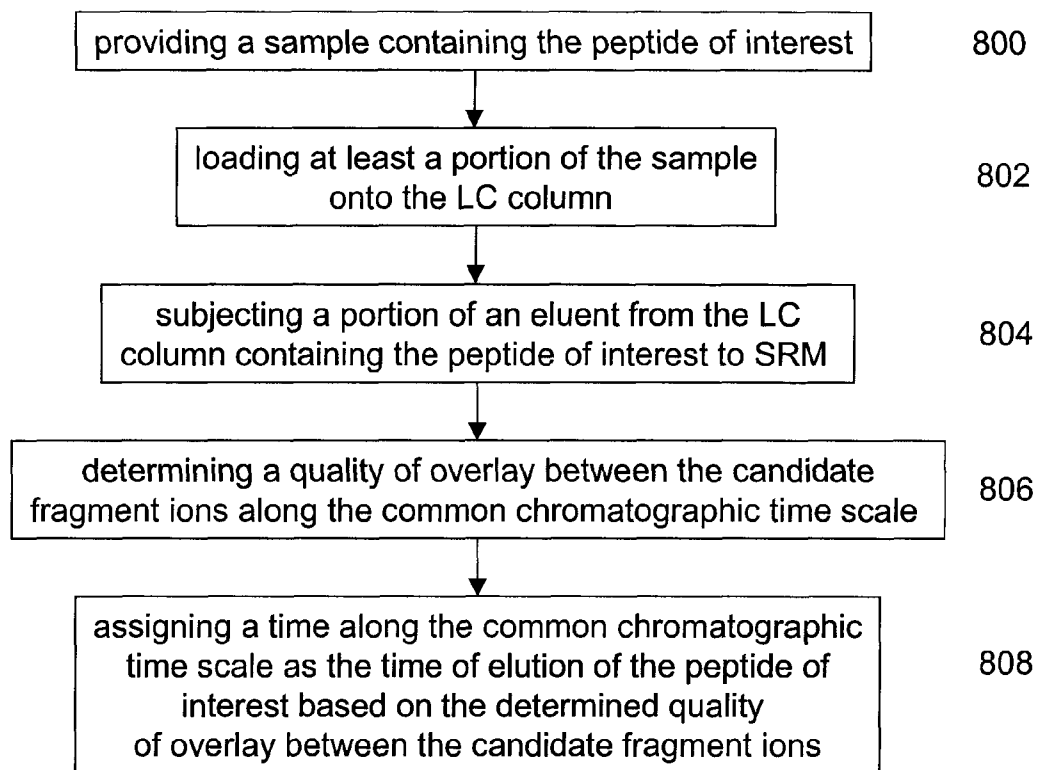 providing a sample containing the peptide of interest 800
loading at least a portion of the sample
onto the LC column
802
subjecting a portion of an eluent from the LC
column containing the peptide of interest to SRM
804
determining a quality of overlay between the candidate
fragment ions along the common chromatographic time scale
806
assigning a time along the common chromatographic
time scale as the time of elution of the peptide of
interest based on the determined quality
of overlay between the candidate fragment ions
808